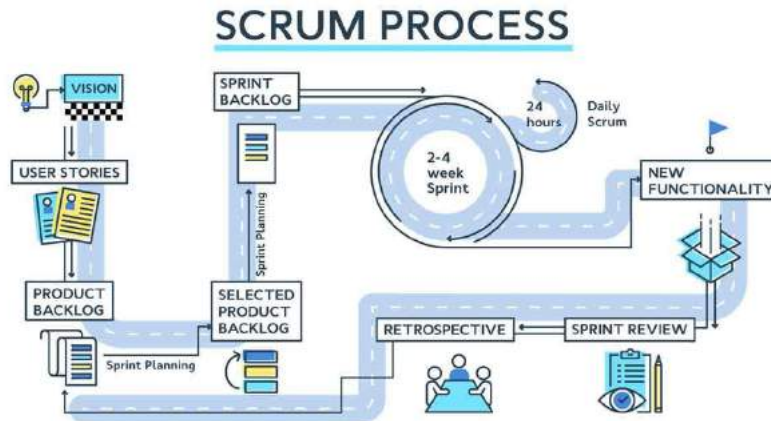 SCRUM PROCESS
VISION
USER STORIES
PRODUCT
BACKLOG
Sprint Planning
SELECTED
PRODUCT
BACKLOG
Sprint Planning
SPRINT
BACKLOG
2-4
week
Sprint
24
hours
Daily
Scrum
NEW
FUNCTIONALITY
SPRINT REVIEW
RETROSPECTIVE